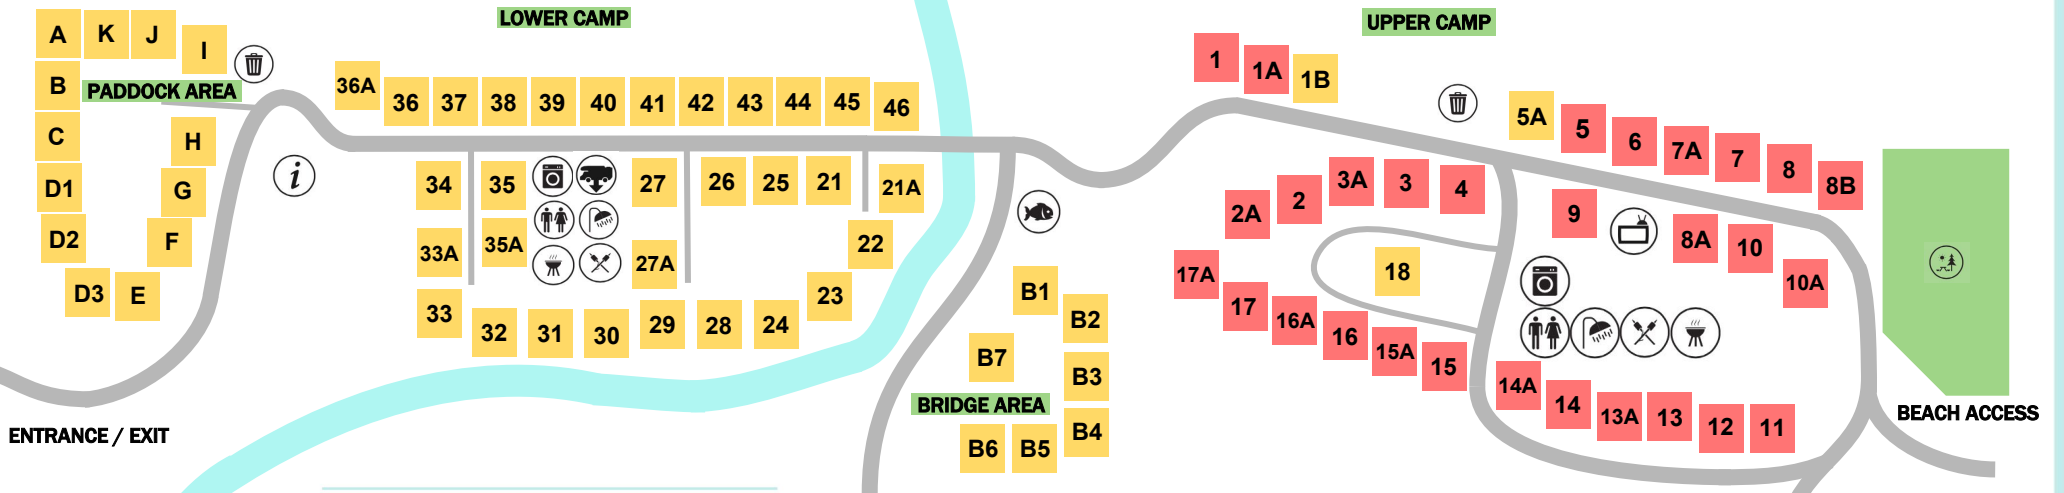 LOWER CAMP
UPPER CAMP
A K J I
B
PADDOCK AREA
C
H
D1
G
D2
F
D3 E
i
ENTRANCE / EXIT
36A 36 37 38 39 40 41 42 43 44 45 46
34 35 27 26 25 21 21A
33A 35A 27A 22
33 32 31 30 29 28 24 23
B1
B2
B7
B3
BRIDGE AREA
B4
B6 B5
1 1A 1B
5A 5 6 7A 7 8 8B
2A 2 3A 3 4
9 8A 10 10A
17A 17 16A 16 15A 15
18
14A 14 13A 13 12 11
BEACH ACCESS